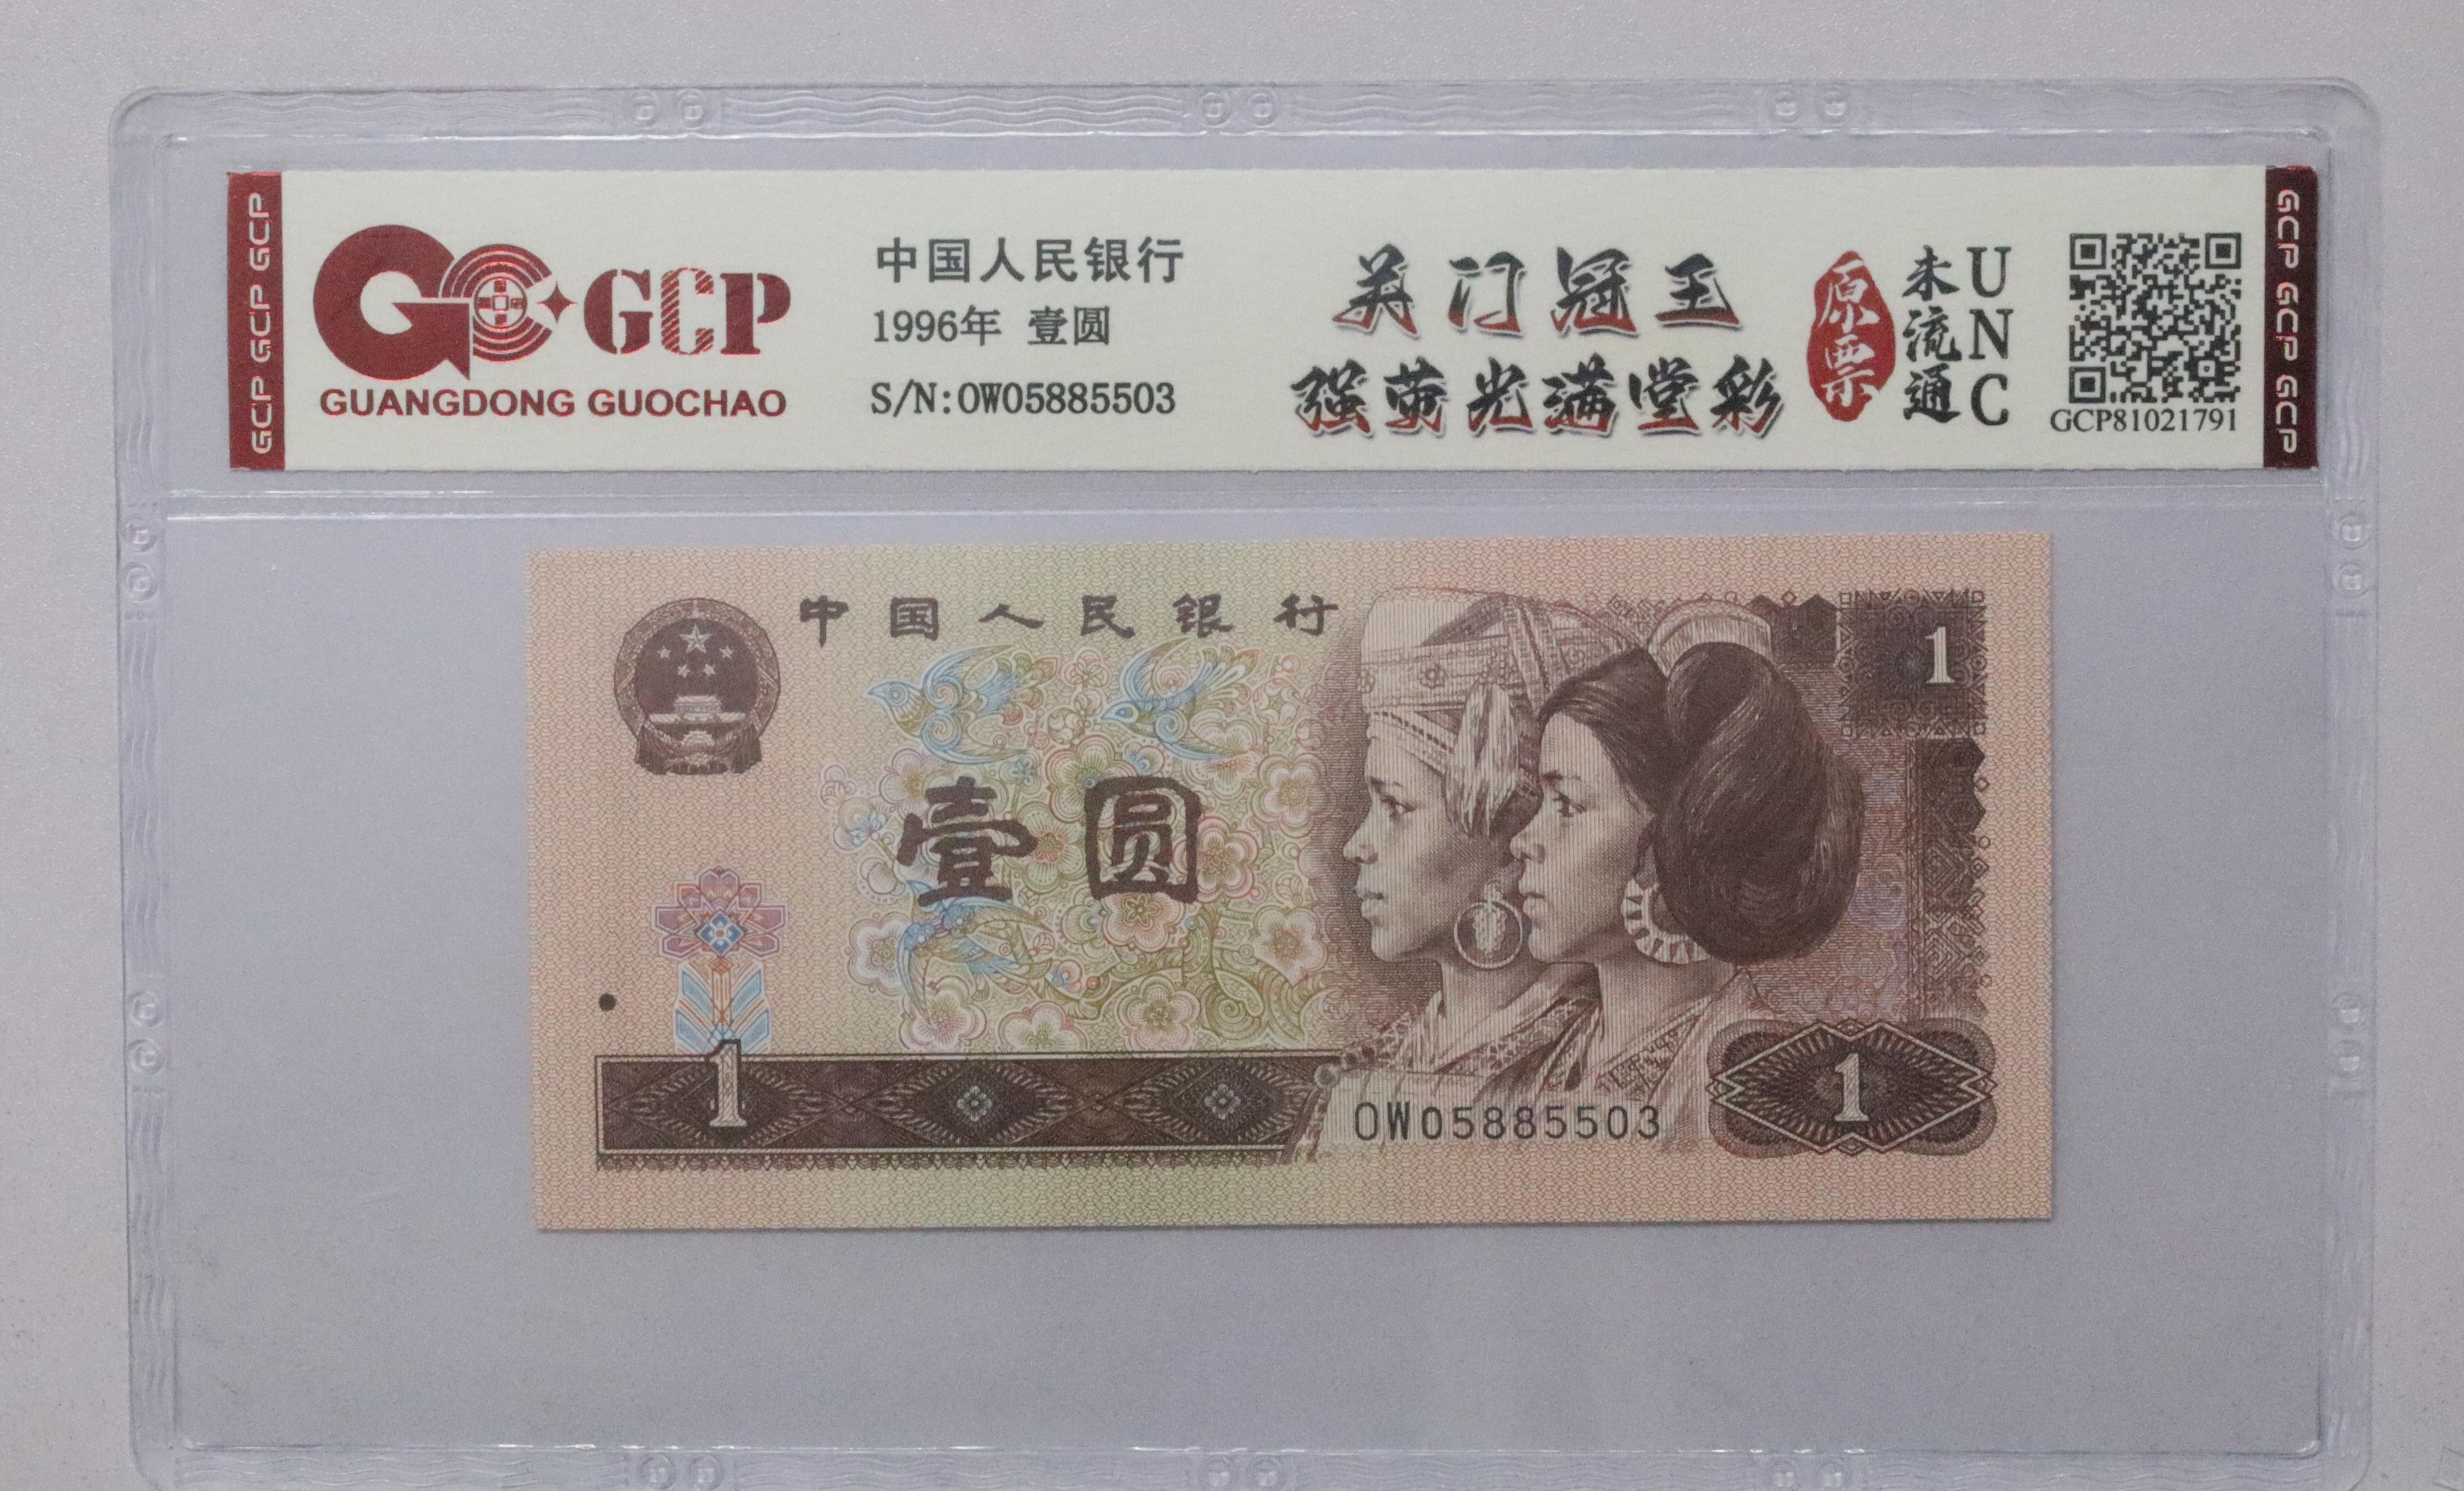 GCP GCP GCP
GCP
GUANGDONG GUOCHAO
中国人民银行
1996年 壹圆
S/N:OW05885503
关门冠王
强荧光满堂彩
原票
未流通
UNC
GCP81021791
GCP GCP GCP
中国人民银行
1
壹圆
1
OW05885503
1